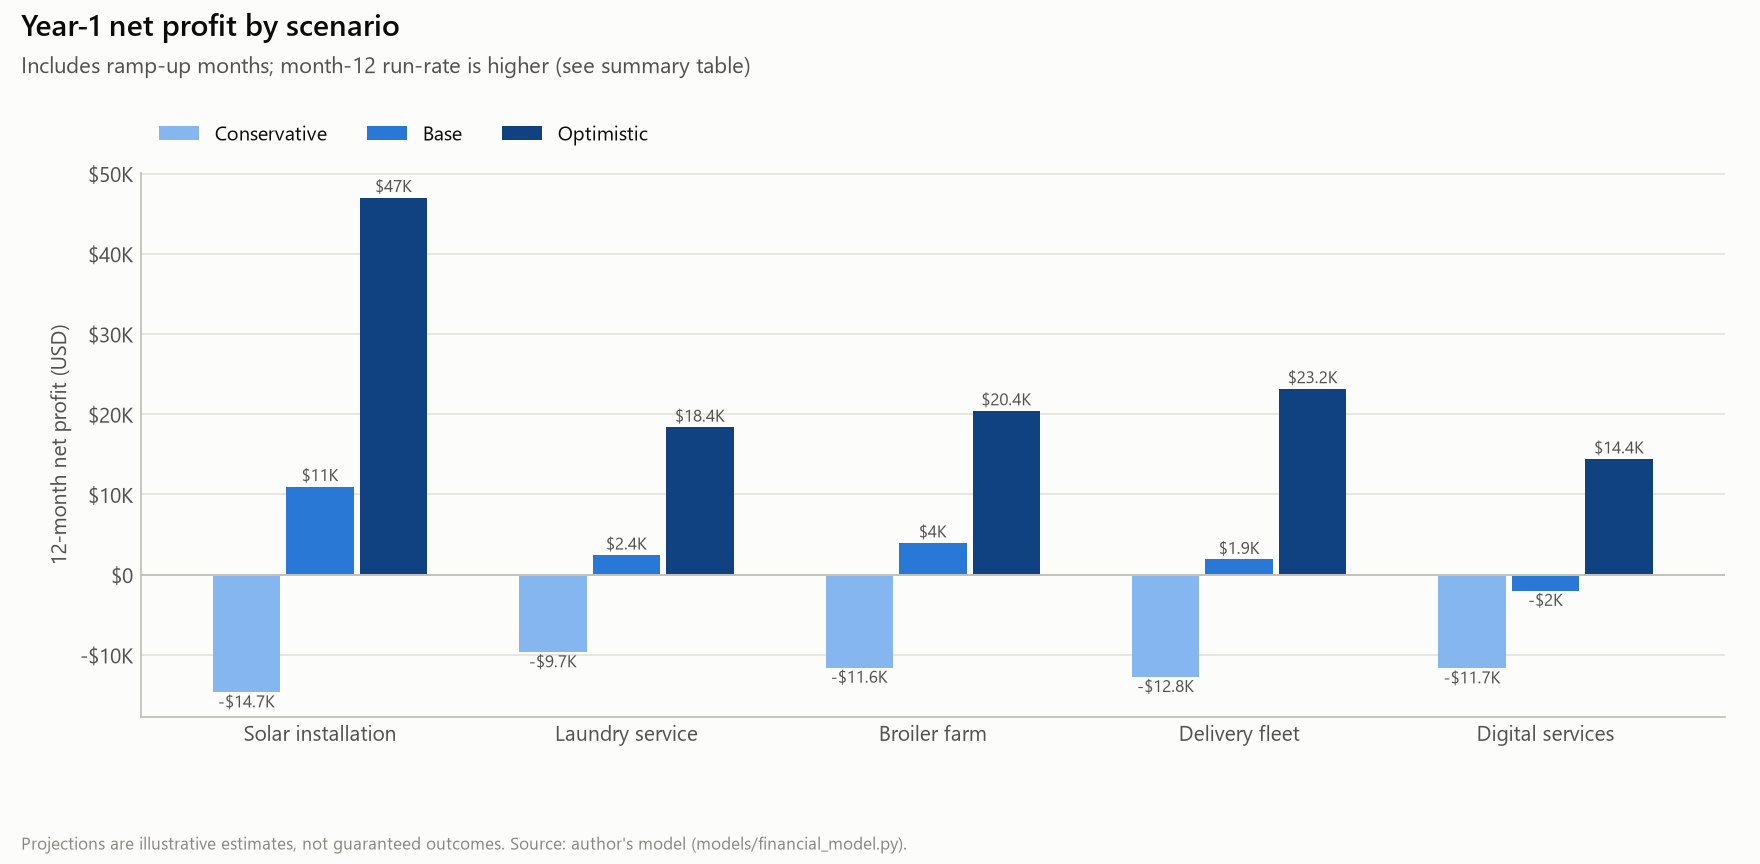 Year-1 net profit by scenario
Includes ramp-up months; month-12 run-rate is higher (see summary table)
Conservative Base Optimistic
12-month net profit (USD)
$50K
$40K
$30K
$20K
$10K
$0
-$10K
-$14.7K $11K $47K
-$9.7K $2.4K $18.4K
-$11.6K $4K $20.4K
-$12.8K $1.9K $23.2K
-$11.7K -$2K $14.4K
Solar installation Laundry service Broiler farm Delivery fleet Digital services
Projections are illustrative estimates, not guaranteed outcomes. Source: author's model (models/financial_model.py).